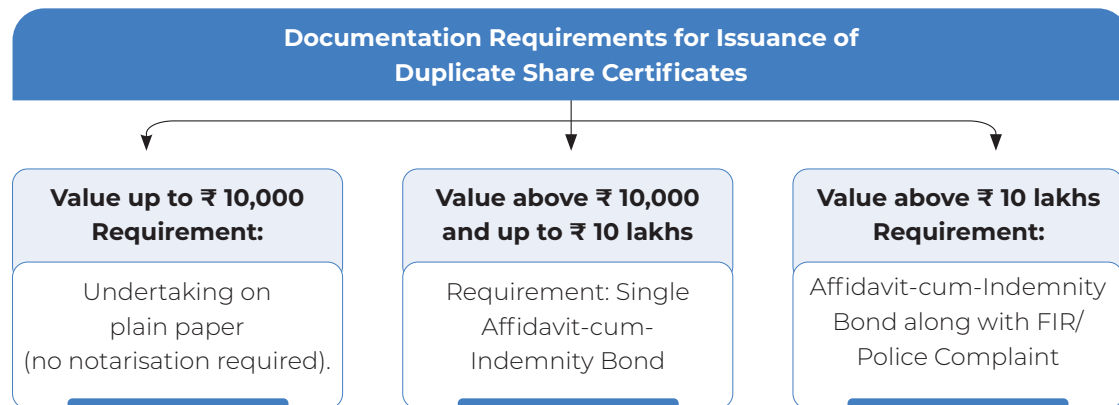 Documentation Requirements for Issuance of
Duplicate Share Certificates
Value up to ₹ 10,000
Requirement:
Undertaking on
plain paper
(no notarisation required).
Value above ₹ 10,000
and up to ₹ 10 lakhs
Requirement: Single
Affidavit-cum-
Indemnity Bond
Value above ₹ 10 lakhs
Requirement:
Affidavit-cum-Indemnity
Bond along with FIR/
Police Complaint